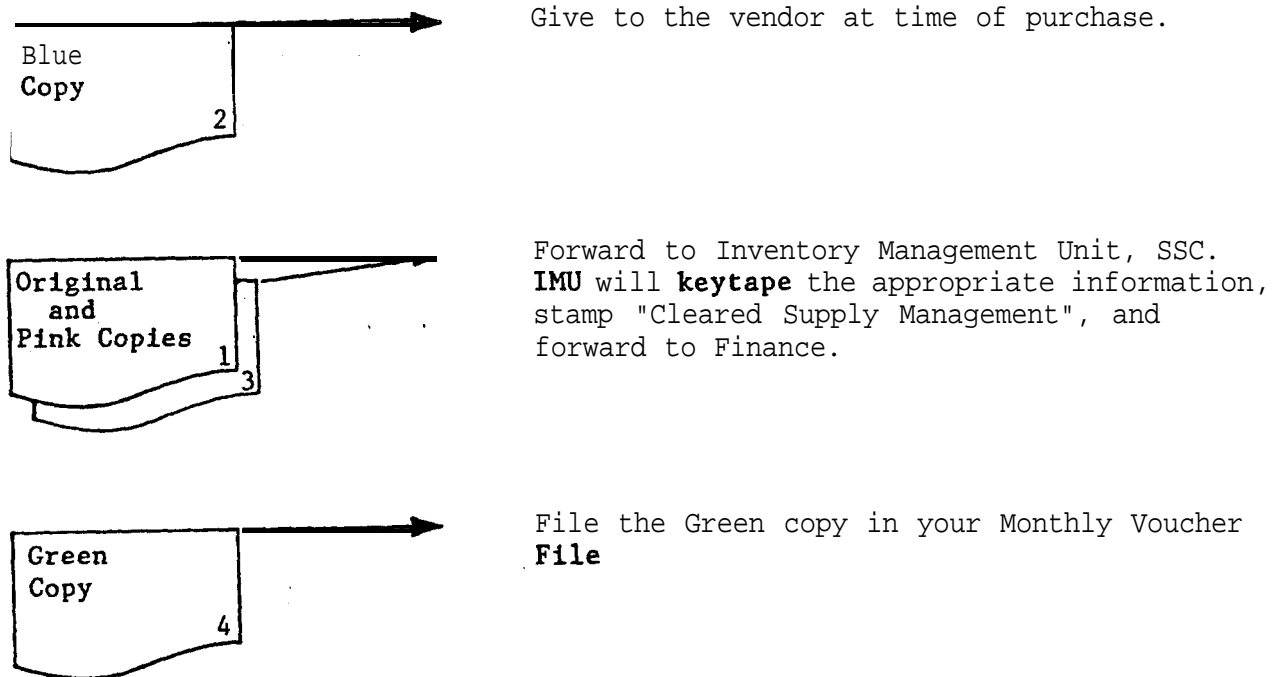 Give to the vendor at time of purchase.
Blue
Copy
2
Forward to Inventory Management Unit, SSC.
IMU will keytape the appropriate information,
stamp "Cleared Supply Management", and
forward to Finance.
Original
and
Pink Copies
1
3
File the Green copy in your Monthly Voucher
File
Green
Copy
4